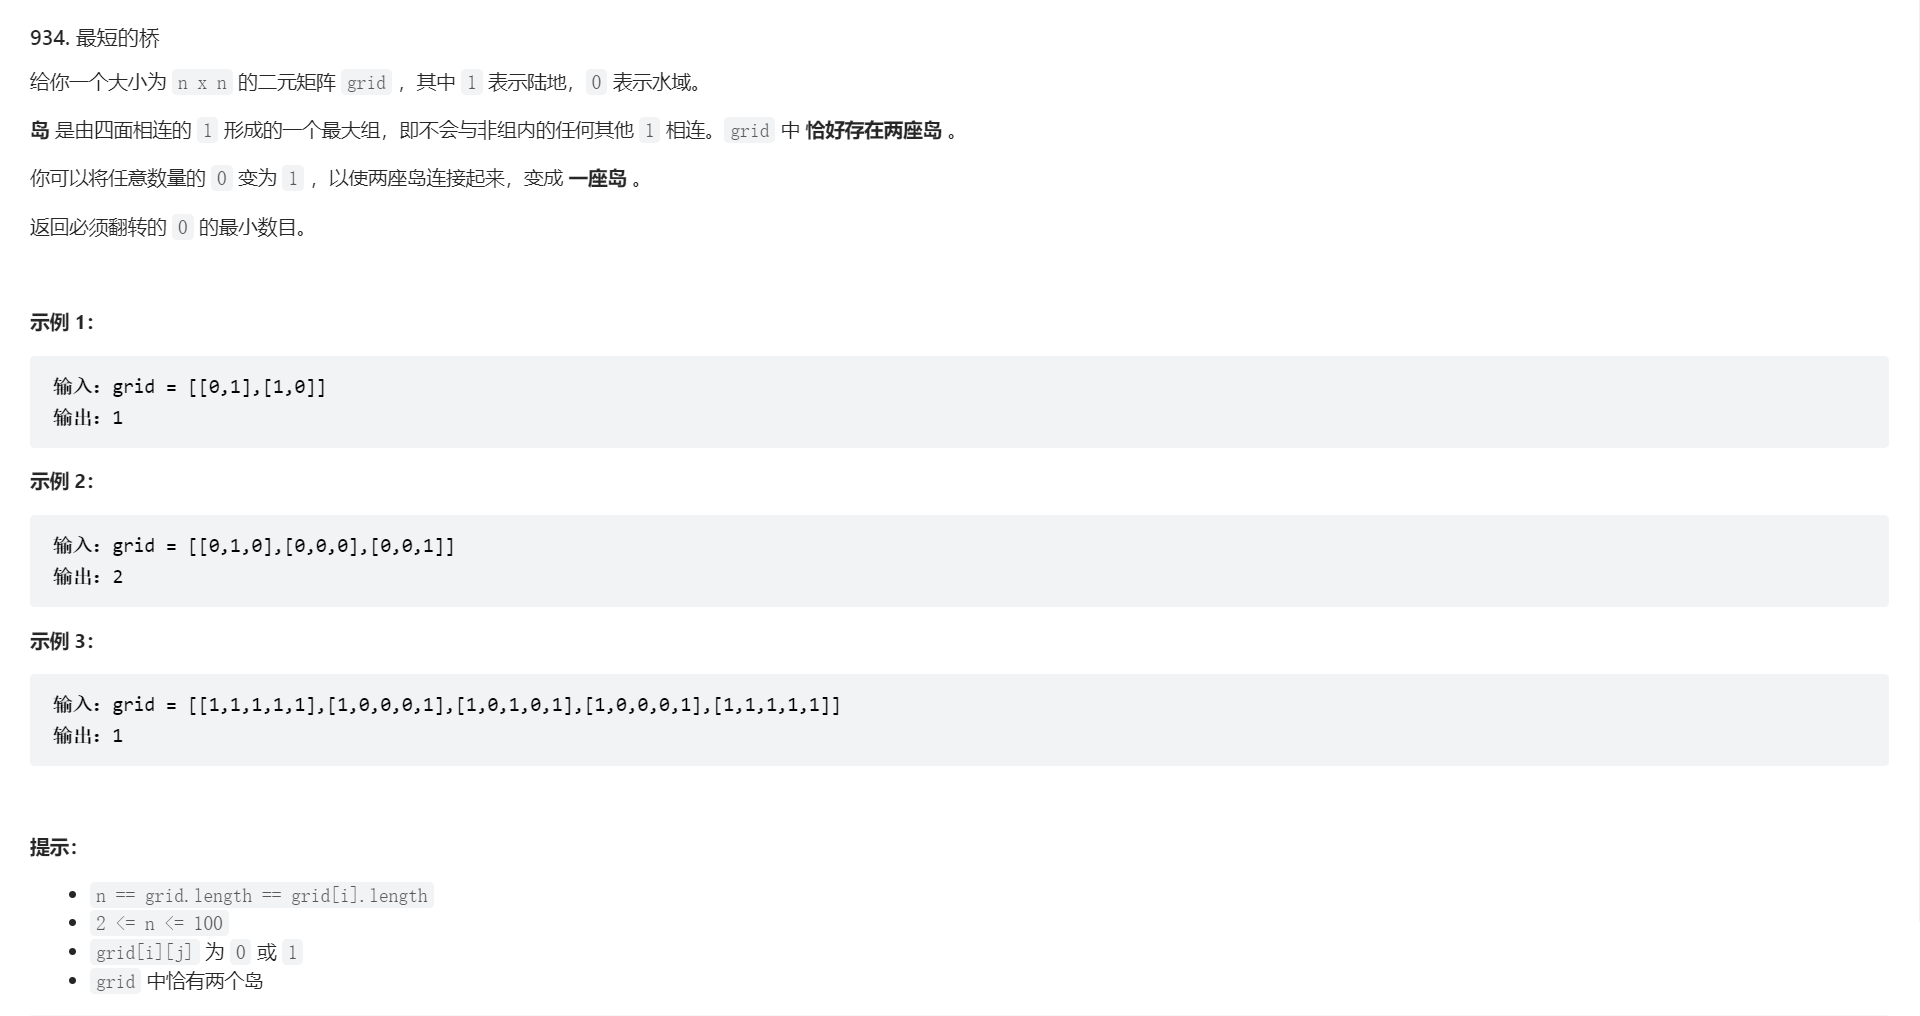 934. 最短的桥
给你一个大小为 n x n 的二元矩阵 grid ，其中 1 表示陆地，0 表示水域。
岛 是由四面相连的 1 形成的一个最大组，即不会与非组内的任何其他 1 相连。grid 中 恰好存在两座岛 。
你可以将任意数量的 0 变为 1 ，以使两座岛连接起来，变成 一座岛 。
返回必须翻转的 0 的最小数目。
示例 1：
输入：grid = [[0,1],[1,0]]
输出：1
示例 2：
输入：grid = [[0,1,0],[0,0,0],[0,0,1]]
输出：2
示例 3：
输入：grid = [[1,1,1,1,1],[1,0,0,0,1],[1,0,1,0,1],[1,0,0,0,1],[1,1,1,1,1]]
输出：1
提示：
• n == grid.length == grid[i].length
• 2 <= n <= 100
• grid[i][j] 为 0 或 1
• grid 中恰有两个岛